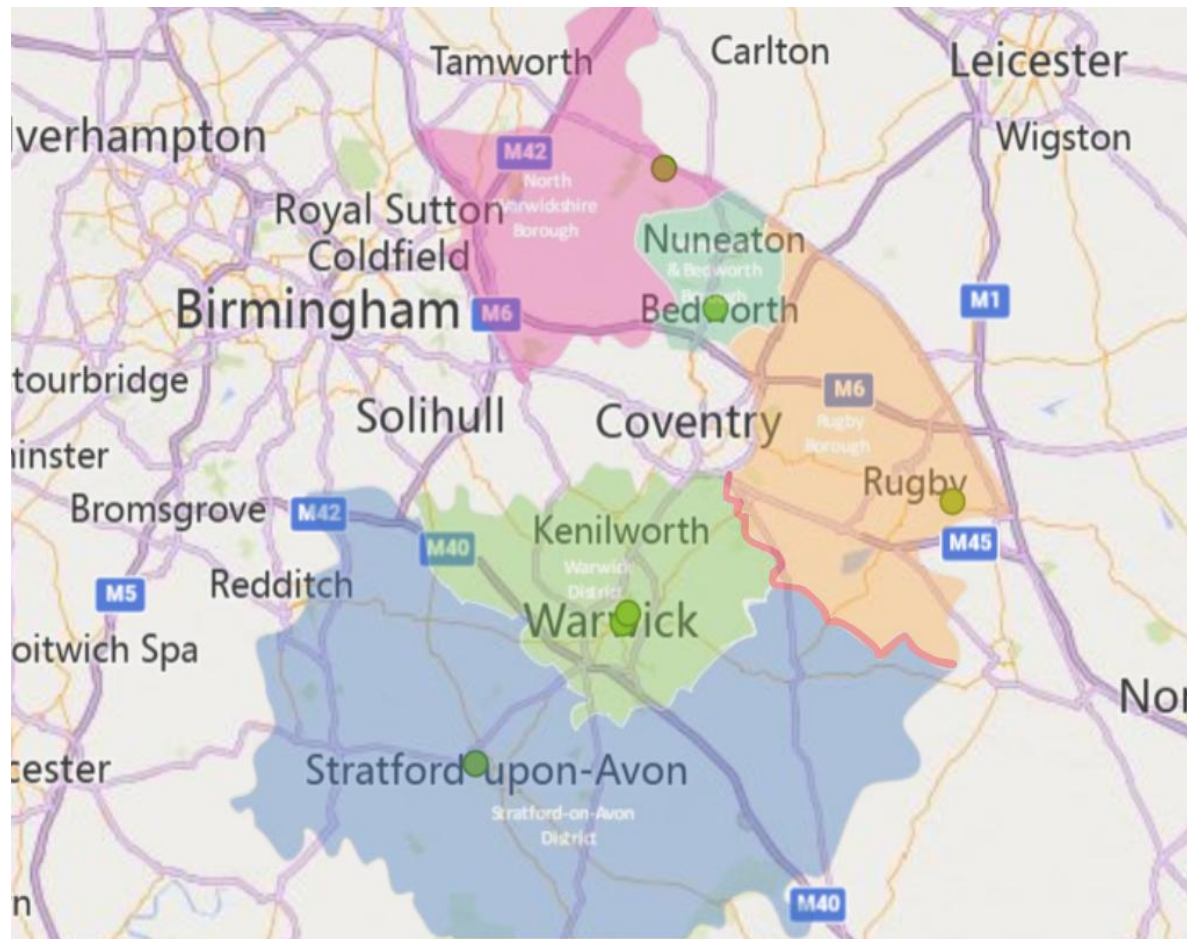 Tamworth
Carlton
Leicester
lverhampton
M42
Wigston
North
Warwickshire
Borough
Royal Sutton
Coldfield
Nuneaton
& Bedworth
Birmingham
M6
Bedworth
M1
tourbridge
M6
Solihull
Coventry
Rugby
Borough
inster
Rugby
Bromsgrove
M42
Kenilworth
M40
M45
Warwick
District
Redditch
M5
Warwick
oitwich Spa
Nor
cester
Stratford-upon-Avon
Stratford-on-Avon
District
M40
n